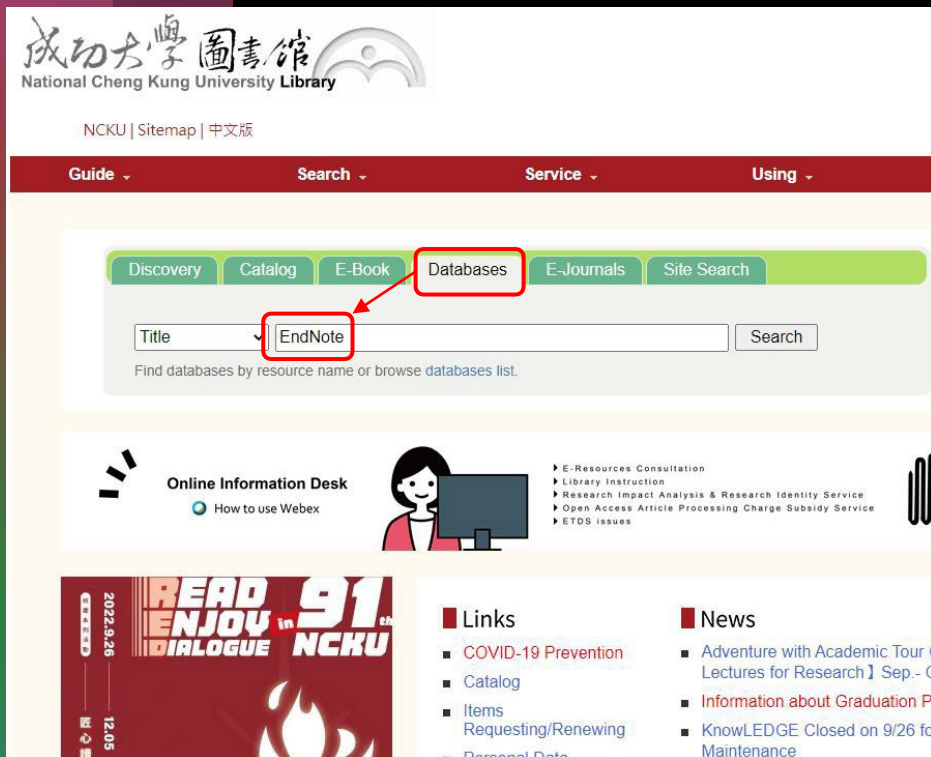 成功大學圖書館
National Cheng Kung University Library
NCKU | Sitemap | 中文版
Guide Search Service Using
Discovery Catalog E-Book Databases E-Journals Site Search
Title EndNote Search
Find databases by resource name or browse databases list.
Online Information Desk
How to use Webex
E-Resources Consultation
Library Instruction
Research Impact Analysis & Research Identity Service
Open Access Article Processing Charge Subsidy Service
ETDS issues
READ
ENJOY in 91th
DIALOGUE NCKU
2022.9.26
12.05
匠心
Links
COVID-19 Prevention
Catalog
Items
Requesting/Renewing
Personal Data
News
Adventure with Academic Tour
Lectures for Research】Sep.-
Information about Graduation P
KnowLEDGE Closed on 9/26 fo
Maintenance